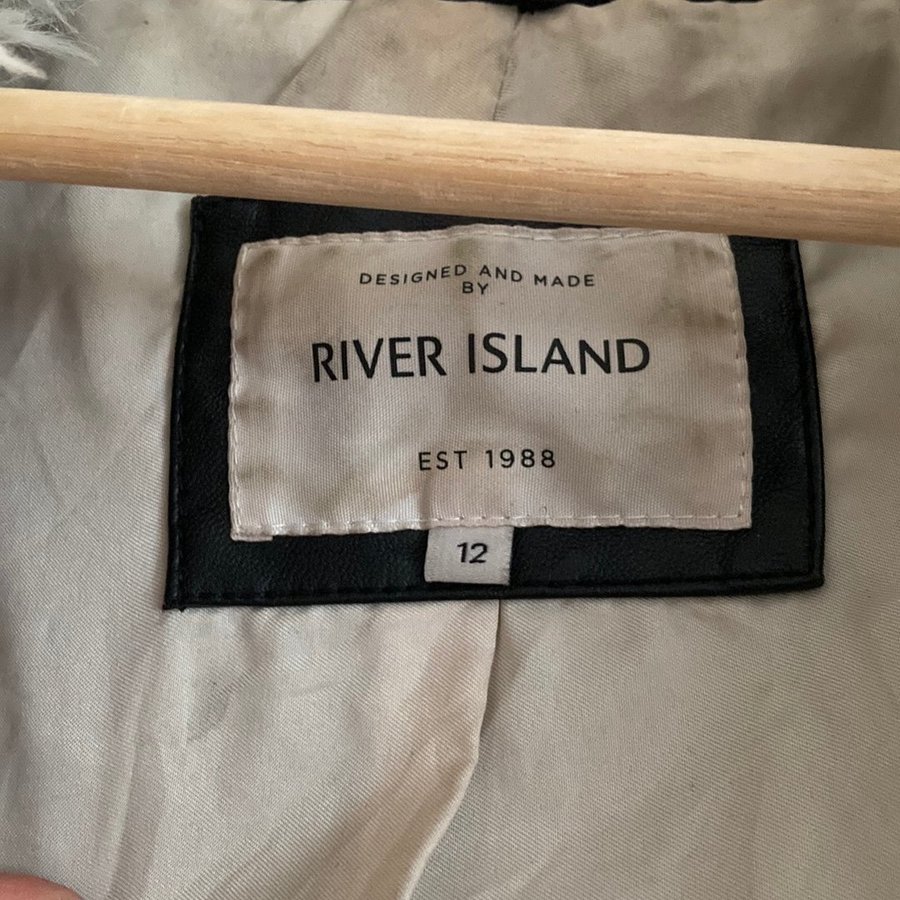 DESIGNED AND MADE
BY
RIVER ISLAND
EST 1988
12